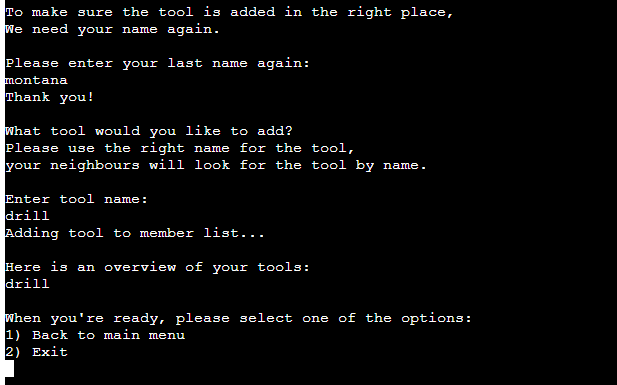 To make sure the tool is added in the right place,
We need your name again.
Please enter your last name again:
montana
Thank you!
What tool would you like to add?
Please use the right name for the tool,
your neighbours will look for the tool by name.
Enter tool name:
drill
Adding tool to member list...
Here is an overview of your tools:
drill
When you're ready, please select one of the options:
1) Back to main menu
2) Exit